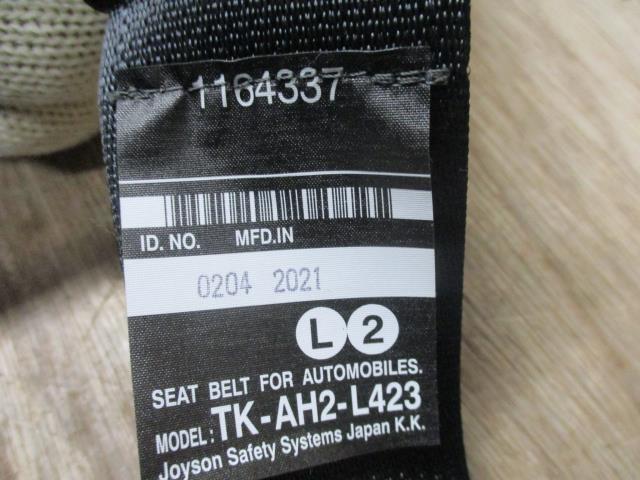 1164337
ID. NO. MFD.IN
0204 2021
L 2
SEAT BELT FOR AUTOMOBILES.
MODEL: TK-AH2-L423
Joyson Safety Systems Japan K.K.